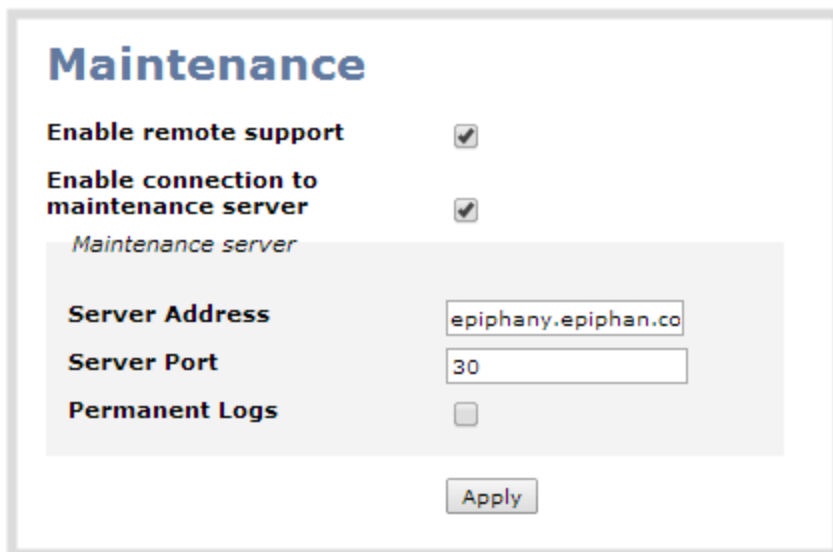 Maintenance
Enable remote support
Enable connection to
maintenance server
Maintenance server
Server Address epiphany.epiphan.co
Server Port 30
Permanent Logs
Apply